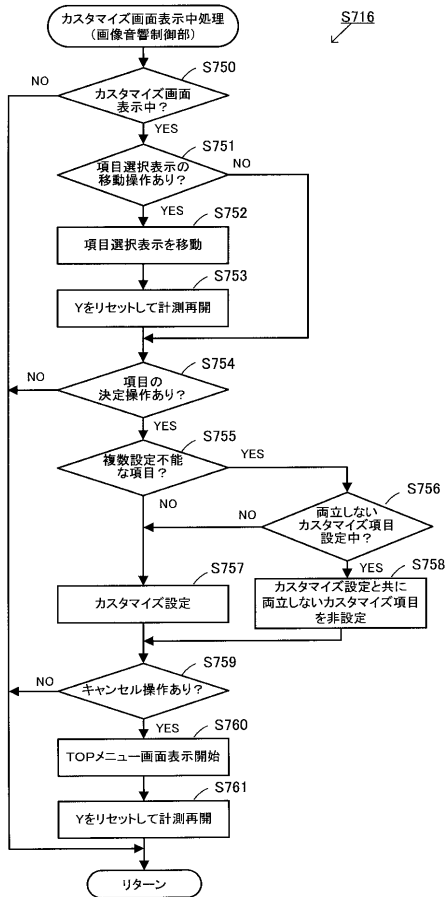 カスタマイズ画面表示中処理
(画像音響制御部)
S716
S750
NO
カスタマイズ画面
表示中?
YES
S751
項目選択表示の
移動操作あり?
NO
YES
S752
項目選択表示を移動
S753
Yをリセットして計測再開
S754
NO
項目の
決定操作あり?
YES
S755
複数設定不能
な項目?
YES
NO
S756
両立しない
カスタマイズ項目
設定中?
NO
YES
S757
カスタマイズ設定
S758
カスタマイズ設定と共に
両立しないカスタマイズ項目
を非設定
S759
NO
キャンセル操作あり?
YES
S760
TOPメニュー画面表示開始
S761
Yをリセットして計測再開
リターン